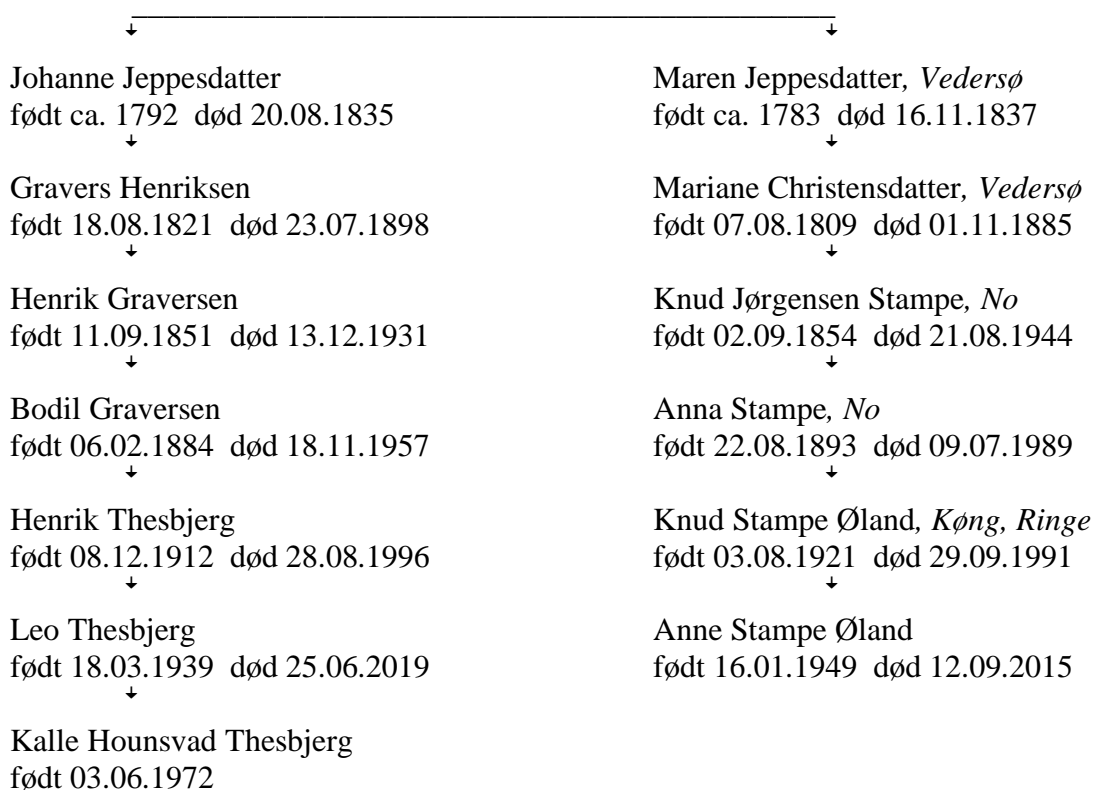 Johanne Jeppesdatter
født ca. 1792 død 20.08.1835
Gravers Henriksen
født 18.08.1821 død 23.07.1898
Henrik Graversen
født 11.09.1851 død 13.12.1931
Bodil Graversen
født 06.02.1884 død 18.11.1957
Henrik Thesbjerg
født 08.12.1912 død 28.08.1996
Leo Thesbjerg
født 18.03.1939 død 25.06.2019
Kalle Hounsvad Thesbjerg
født 03.06.1972
Maren Jeppesdatter, Vedersø
født ca. 1783 død 16.11.1837
Mariane Christensdatter, Vedersø
født 07.08.1809 død 01.11.1885
Knud Jørgensen Stampe, No
født 02.09.1854 død 21.08.1944
Anna Stampe, No
født 22.08.1893 død 09.07.1989
Knud Stampe Øland, Køng, Ringe
født 03.08.1921 død 29.09.1991
Anne Stampe Øland
født 16.01.1949 død 12.09.2015